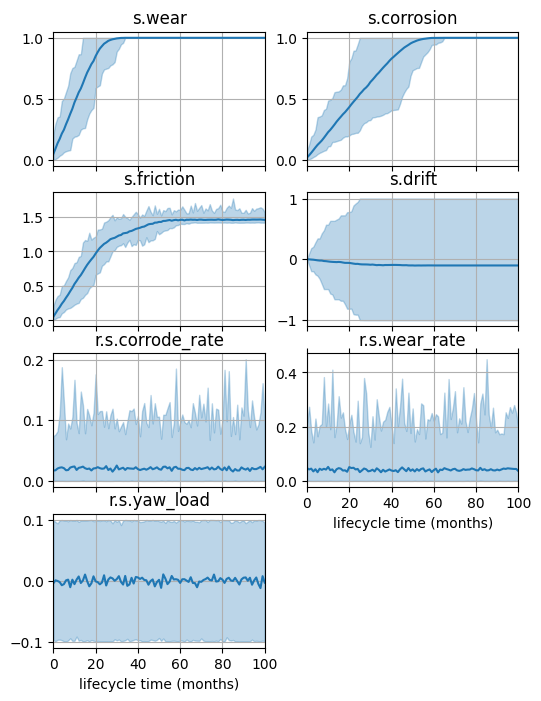 s.wear
s.corrosion
1.0
0.5
0.0
1.0
0.5
0.0
s.friction
s.drift
1.5
1.0
0.5
0.0
1
0
−1
r.s.corrode_rate
r.s.wear_rate
0.2
0.1
0.0
0.4
0.2
0.0
0 20 40 60 80 100
lifecycle time (months)
r.s.yaw_load
0.1
0.0
−0.1
0 20 40 60 80 100
lifecycle time (months)